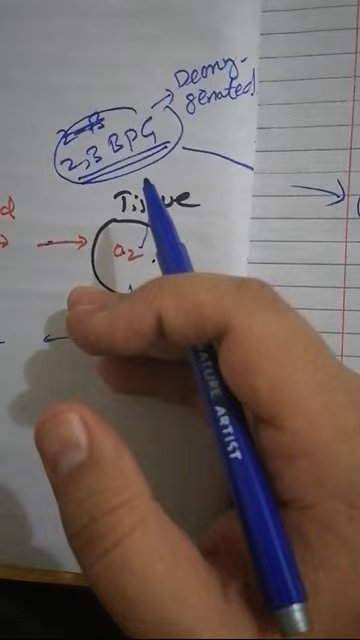 Deoxy-
genated
2,3 BPG
Tissue
d
O2
ATURE ARTIST